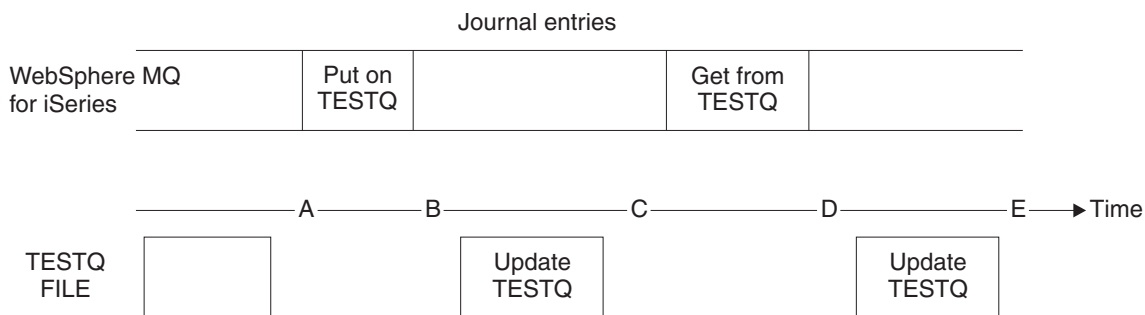 Journal entries
WebSphere MQ
for iSeries
Put on
TESTQ
Get from
TESTQ
A B C D E Time
TESTQ
FILE
Update
TESTQ
Update
TESTQ